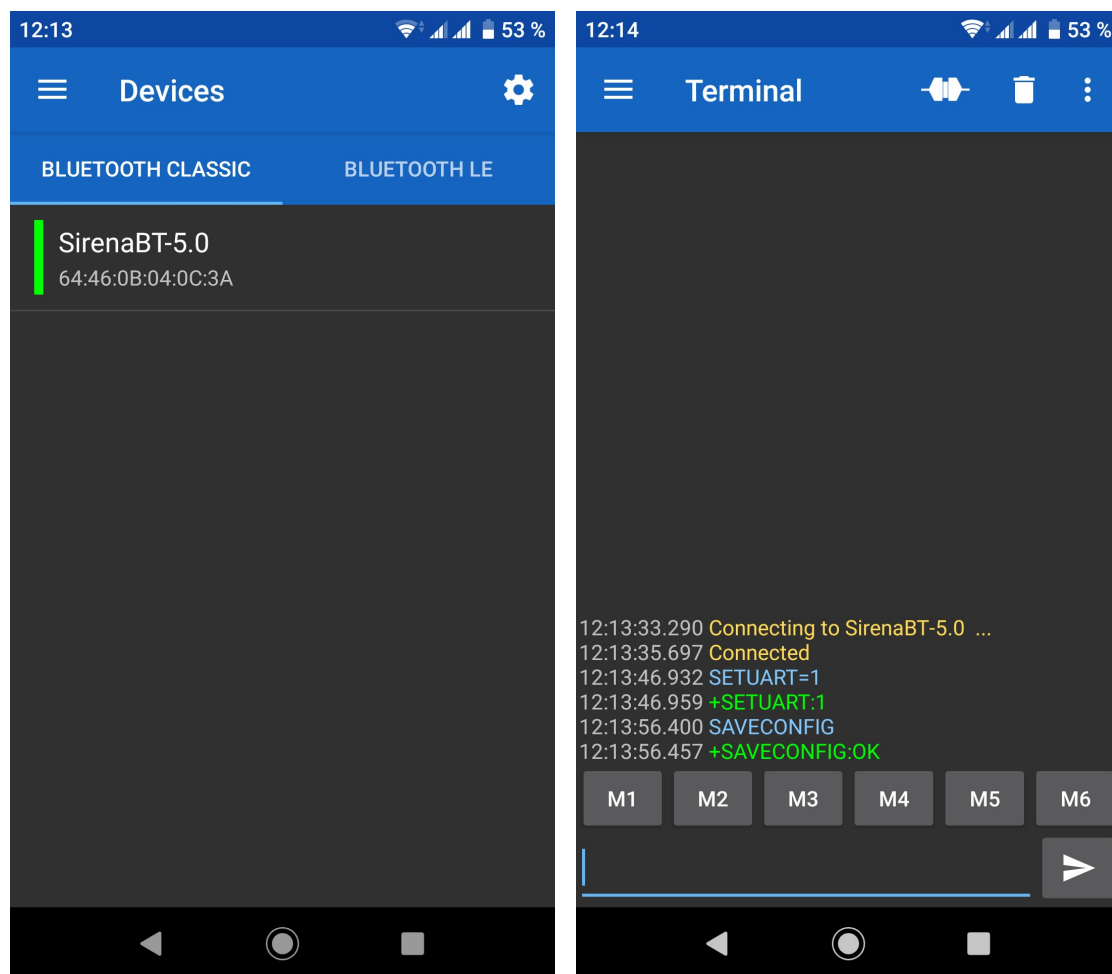 12:13
53 %
Devices
BLUETOOTH CLASSIC
BLUETOOTH LE
SirenaBT-5.0
64:46:0B:04:0C:3A
12:14
53 %
Terminal
12:13:33.290 Connecting to SirenaBT-5.0 ...
12:13:35.697 Connected
12:13:46.932 SETUART=1
12:13:46.959 +SETUART:1
12:13:56.400 SAVECONFIG
12:13:56.457 +SAVECONFIG:OK
M1 M2 M3 M4 M5 M6